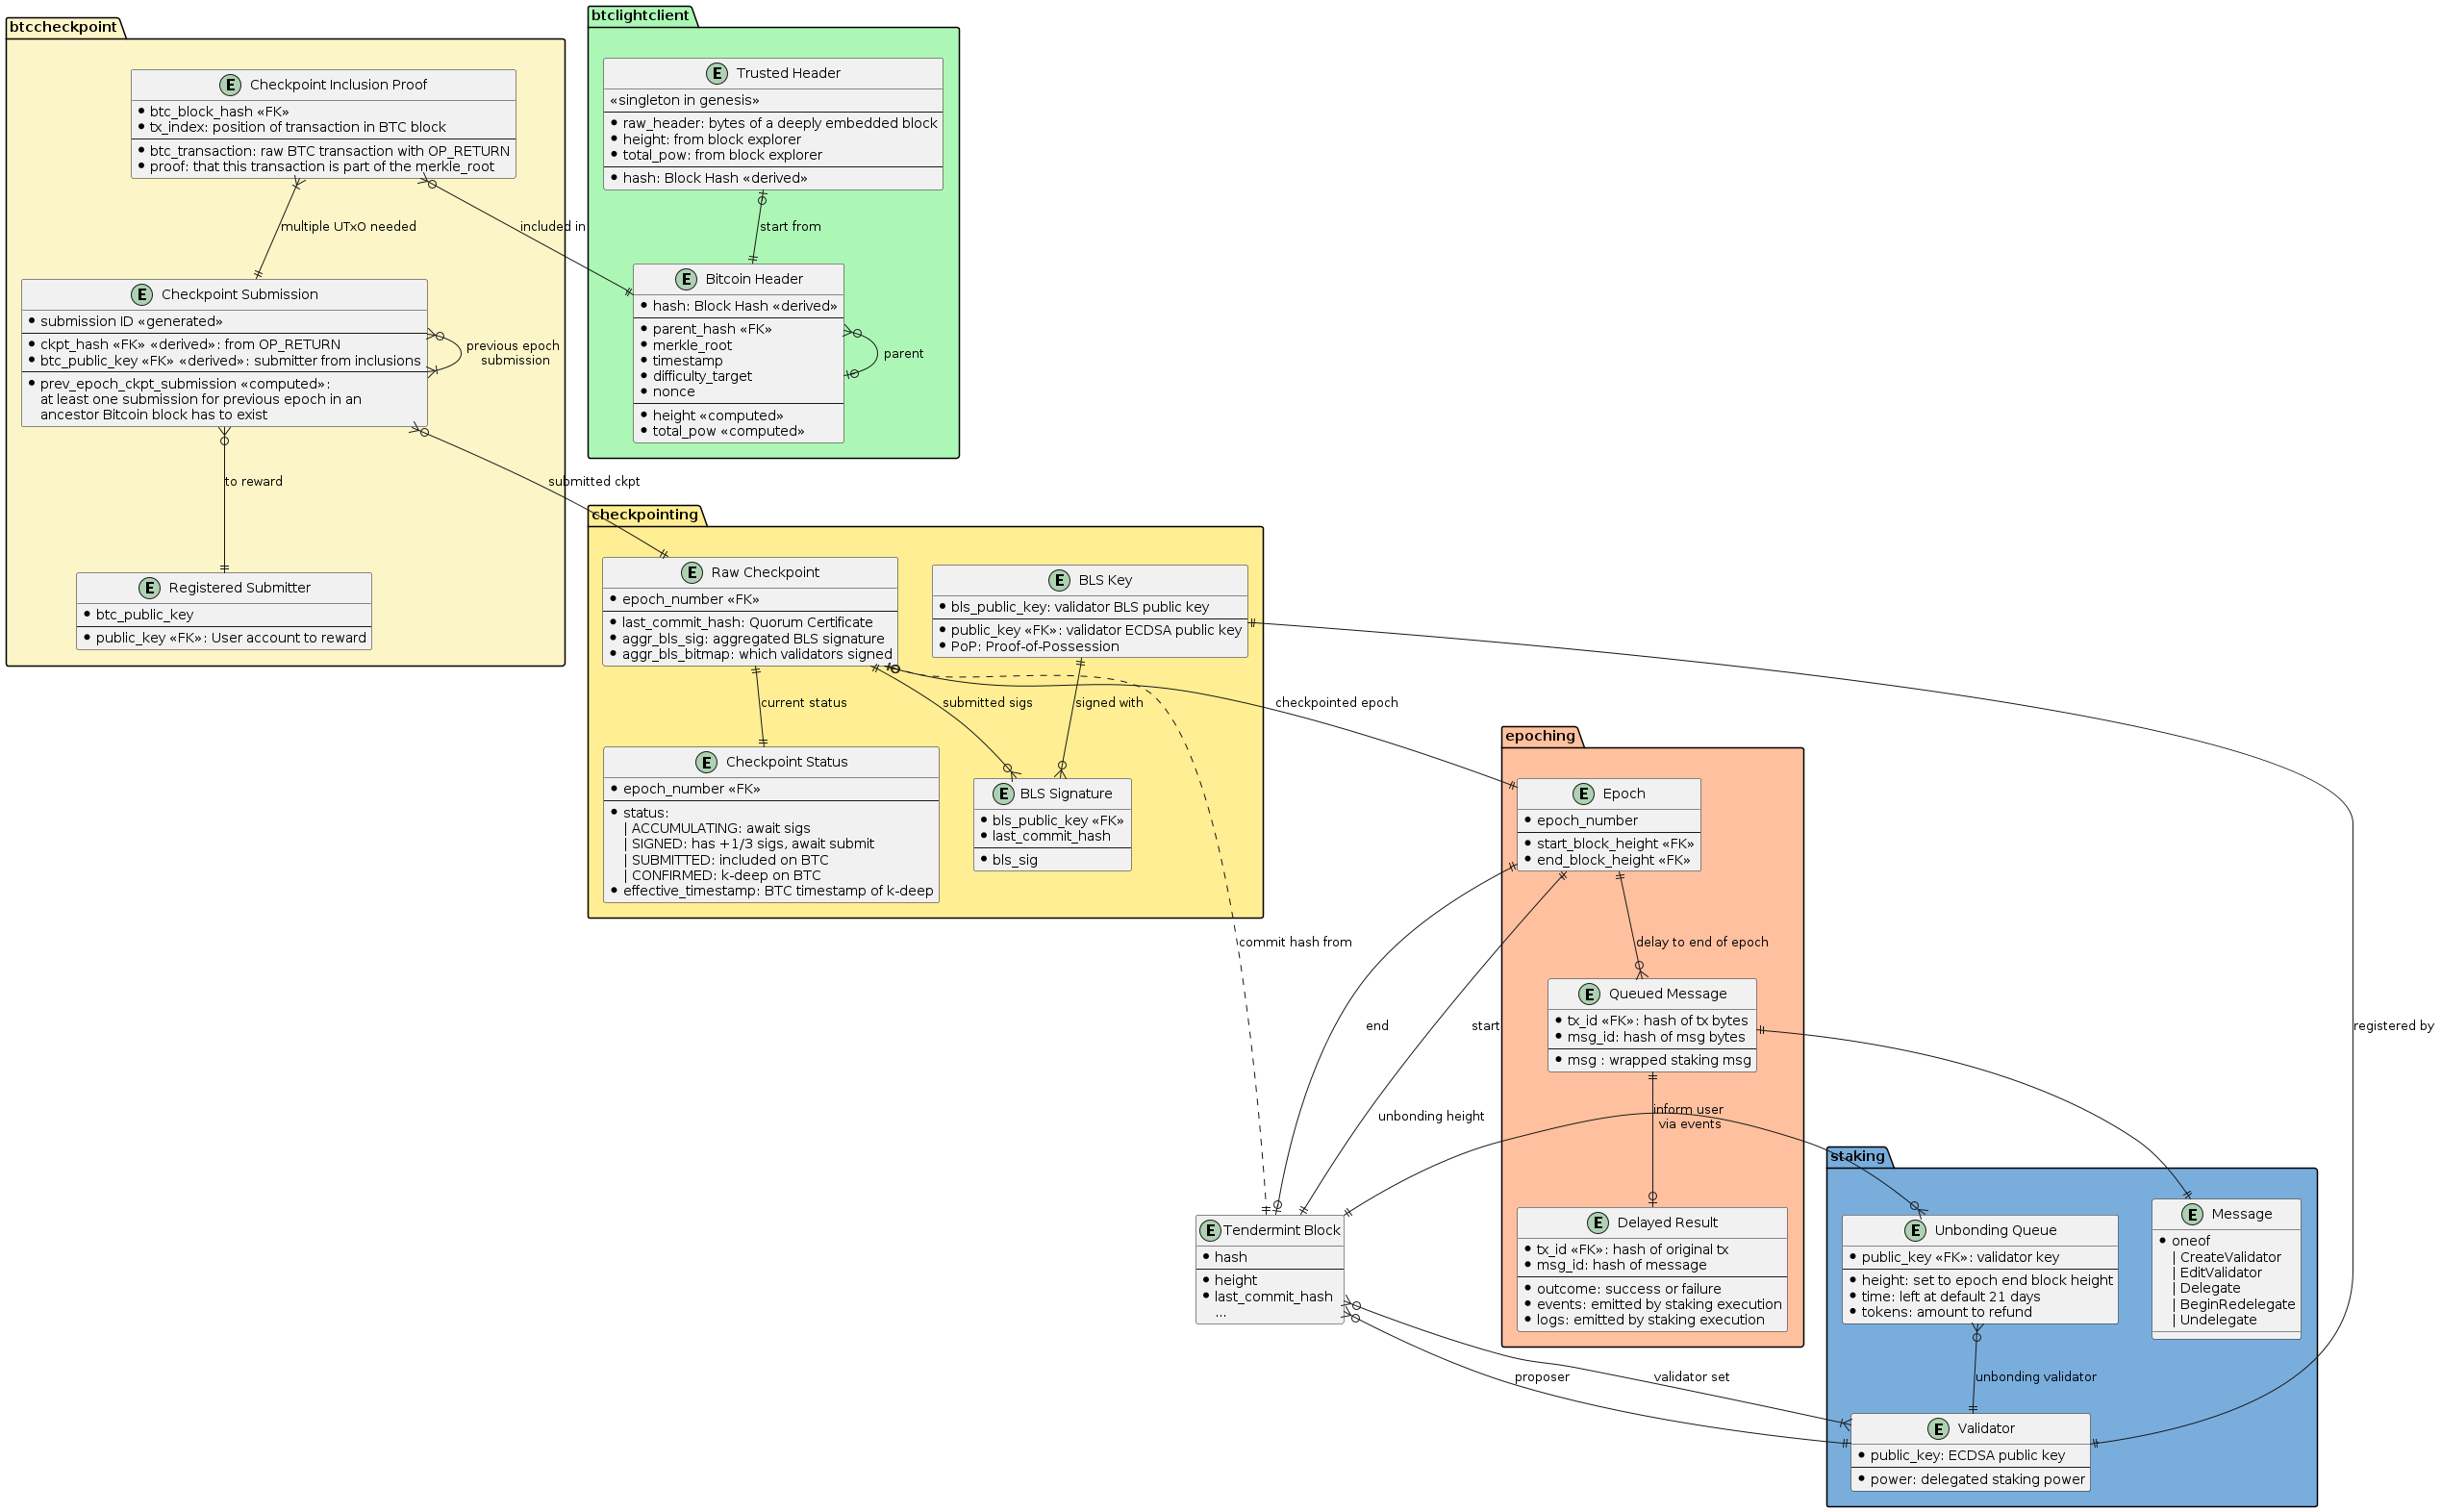 btccheckpoint
E Checkpoint Inclusion Proof
btc_block_hash «FK»
tx_index: position of transaction in BTC block
btc_transaction: raw BTC transaction with OP_RETURN
proof: that this transaction is part of the merkle_root
multiple UTxO needed
included in
E Checkpoint Submission
submission ID «generated»
ckpt_hash «FK» «derived»: from OP_RETURN
btc_public_key «FK» «derived»: submitter from inclusions
prev_epoch_ckpt_submission «computed»:
at least one submission for previous epoch in an
ancestor Bitcoin block has to exist
previous epoch
submission
to reward
submitted ckpt
E Registered Submitter
btc_public_key
public_key «FK»: User account to reward
btclightclient
E Trusted Header
«singleton in genesis»
raw_header: bytes of a deeply embedded block
height: from block explorer
total_pow: from block explorer
hash: Block Hash «derived»
start from
E Bitcoin Header
hash: Block Hash «derived»
parent_hash «FK»
merkle_root
timestamp
difficulty_target
nonce
height «computed»
total_pow «computed»
parent
checkpointing
E Raw Checkpoint
epoch_number «FK»
last_commit_hash: Quorum Certificate
aggr_bls_sig: aggregated BLS signature
aggr_bls_bitmap: which validators signed
E BLS Key
bls_public_key: validator BLS public key
public_key «FK»: validator ECDSA public key
PoP: Proof-of-Possession
current status
submitted sigs
signed with
checkpointed epoch
E Checkpoint Status
epoch_number «FK»
status:
| ACCUMULATING: await sigs
| SIGNED: has +1/3 sigs, await submit
| SUBMITTED: included on BTC
| CONFIRMED: k-deep on BTC
effective_timestamp: BTC timestamp of k-deep
E BLS Signature
bls_public_key «FK»
last_commit_hash
bls_sig
commit hash from
epoching
E Epoch
epoch_number
start_block_height «FK»
end_block_height «FK»
delay to end of epoch
end
start
registered by
E Queued Message
tx_id «FK»: hash of tx bytes
msg_id: hash of msg bytes
msg : wrapped staking msg
unbonding height
inform user
via events
E Delayed Result
tx_id «FK»: hash of original tx
msg_id: hash of message
outcome: success or failure
events: emitted by staking execution
logs: emitted by staking execution
E Tendermint Block
hash
height
last_commit_hash
...
proposer
validator set
staking
E Unbonding Queue
public_key «FK»: validator key
height: set to epoch end block height
time: left at default 21 days
tokens: amount to refund
E Message
oneof
| CreateValidator
| EditValidator
| Delegate
| BeginRedelegate
| Undelegate
unbonding validator
E Validator
public_key: ECDSA public key
power: delegated staking power